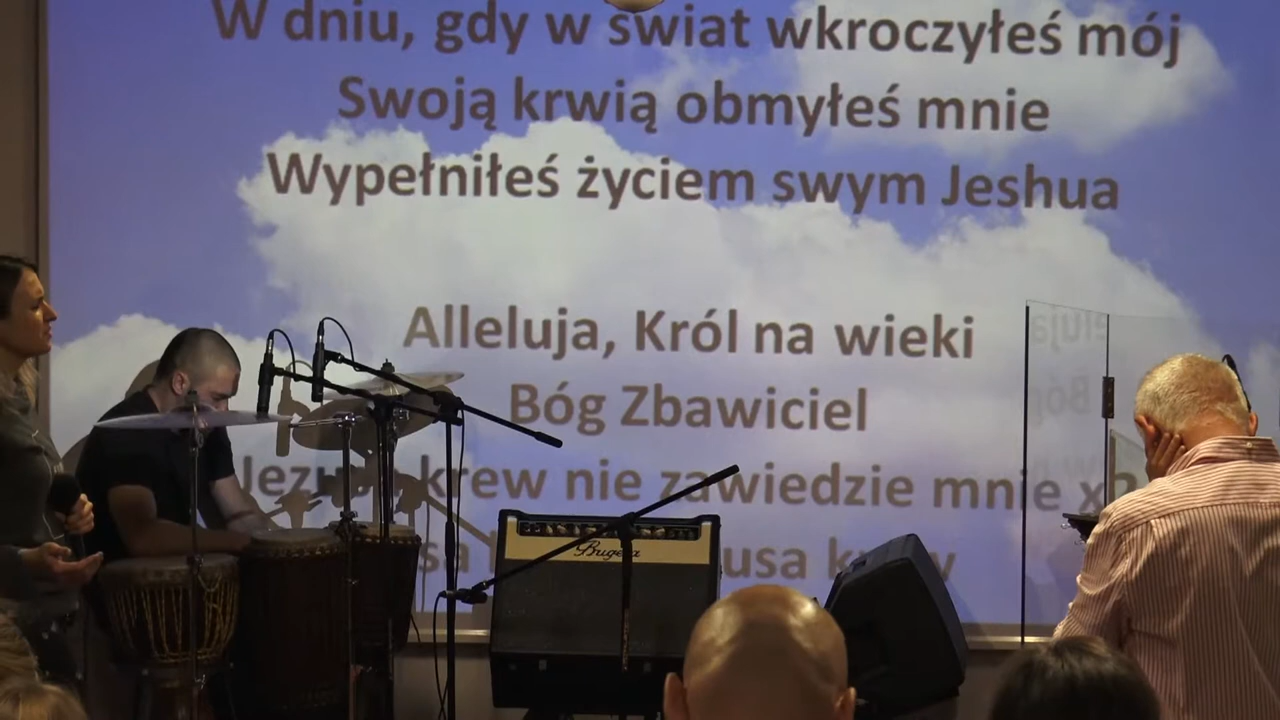 W dniu, gdy w świat wkroczyłeś mój
Swoją krwią obmyłeś mnie
Wypełniłeś życiem swym Jeshua
Alleluja, Król na wieki
Bóg Zbawiciel
krew nie zawiedzie mnie
Bugera